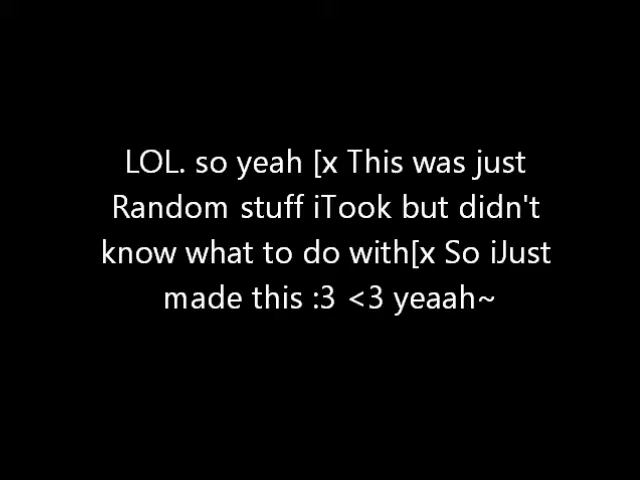 LOL. so yeah [x This was just
Random stuff iTook but didn't
know what to do with[x So iJust
made this :3 <3 yeaah~